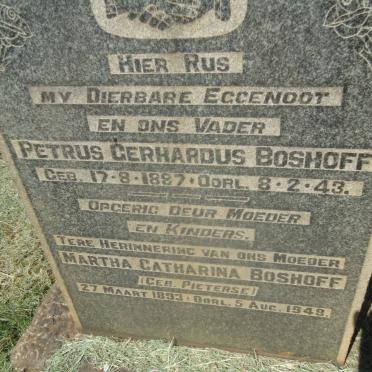 HIER RUS
MY DIERBARE EGGENOOT
EN ONS VADER
PETRUS GERHARDUS BOSHOFF
GEB. 17-8-1887 · OORL. 8-2-43.
OPGERIG DEUR MOEDER
EN KINDERS.
TERE HERINNERING VAN ONS MOEDER
MARTHA CATHARINA BOSHOFF
(GEB. PIETERSE)
27 MAART 1893 · OORL. 5 AUG. 1948.